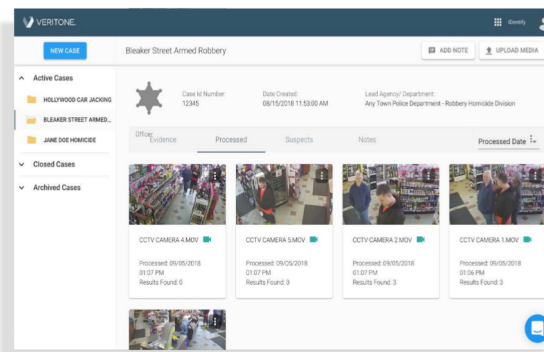 VERITONE.
Identify
NEW CASE
Bleaker Street Armed Robbery
ADD NOTE
UPLOAD MEDIA
Active Cases
HOLLYWOOD CAR JACKING
BLEAKER STREET ARMED...
JANE DOE HOMICIDE
Closed Cases
Archived Cases
Case Id Number:
12345
Date Created:
08/15/2018 11:53:00 AM
Lead Agency/ Department:
Any Town Police Department - Robbery Homicide Division
Officer
Evidence
Processed
Suspects
Notes
Processed Date
CCTV CAMERA 4.MOV
Processed: 09/05/2018
01:07 PM
Results Found: 0
CCTV CAMERA 5.MOV
Processed: 09/05/2018
01:07 PM
Results Found: 0
CCTV CAMERA 2.MOV
Processed: 09/05/2018
01:07 PM
Results Found: 3
CCTV CAMERA 1.MOV
Processed: 09/05/2018
01:06 PM
Results Found: 3